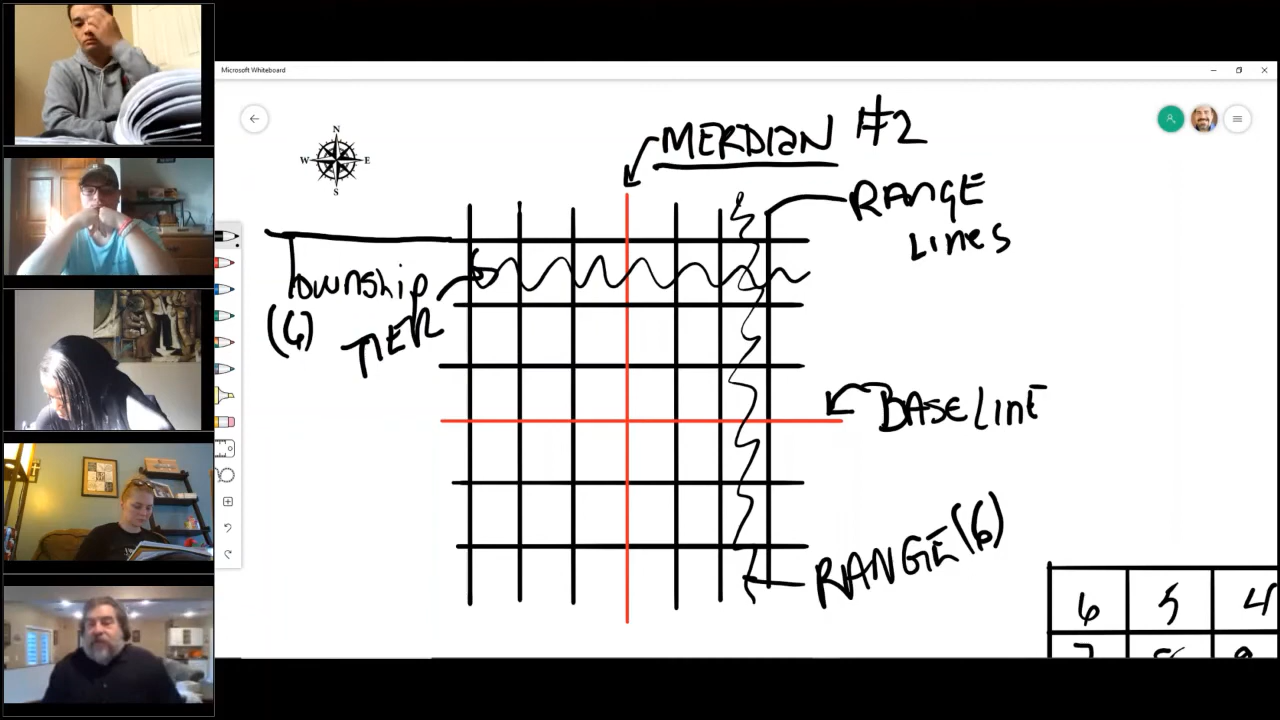 Microsoft Whiteboard
N
W E
S
MERDIAN #2
RANGE
LINES
TOWNSHIP
(6) TIER
BASELINE
RANGE (6)
6 5 4